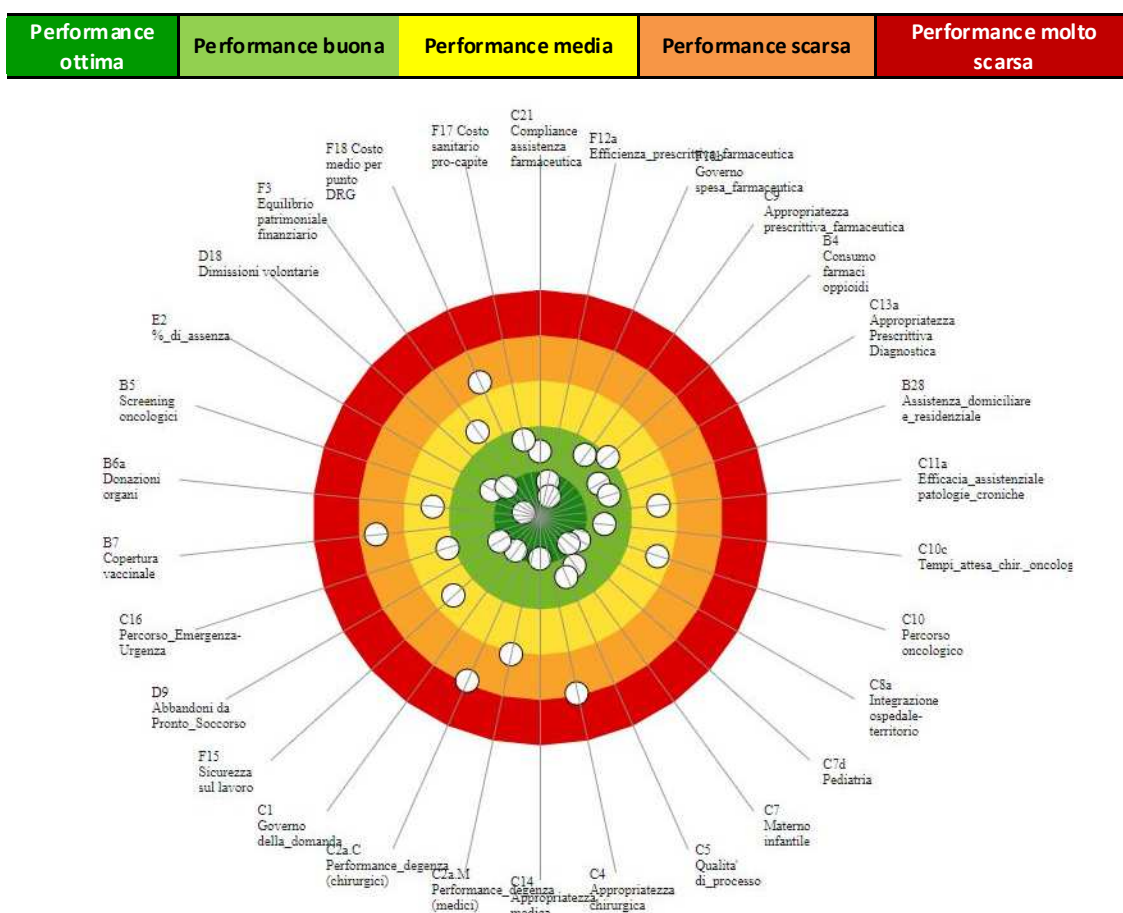 Performance
ottima
Performance buona
Performance media
Performance scarsa
Performance molto
scarsa
C21
Compliance
assistenza
farmaceutica
F12a
Efficienza_prescrittiva_farmaceutica
Governo
spesa_farmaceutica
C9
Appropriatezza
prescrittiva_farmaceutica
B4
Consumo
farmaci
oppioidi
C13a
Appropriatezza
Prescrittiva
Diagnostica
B28
Assistenza_domiciliare
e_residenziale
C11a
Efficacia_assistenziale
patologie_croniche
C10c
Tempi_attesa_chir._oncolog
C10
Percorso
oncologico
C8a
Integrazione
ospedale-
territorio
C7d
Pediatria
C7
Materno
infantile
C5
Qualita'
di_processo
C4
Appropriatezza
chirurgica
C14
Appropriatezza
medica
C2a.M
Performance_degenza
(medici)
C2a.C
Performance_degenza
(chirurgici)
C1
Governo
della_domanda
F15
Sicurezza
sul lavoro
D9
Abbandoni da
Pronto_Soccorso
C16
Percorso_Emergenza-
Urgenza
B7
Copertura
vaccinale
B6a
Donazioni
organi
B5
Screening
oncologici
E2
%_di_assenza
D18
Dimissioni volontarie
F3
Equilibrio
patrimoniale
finanziario
F18 Costo
medio per
punto
DRG
F17 Costo
sanitario
pro-capite